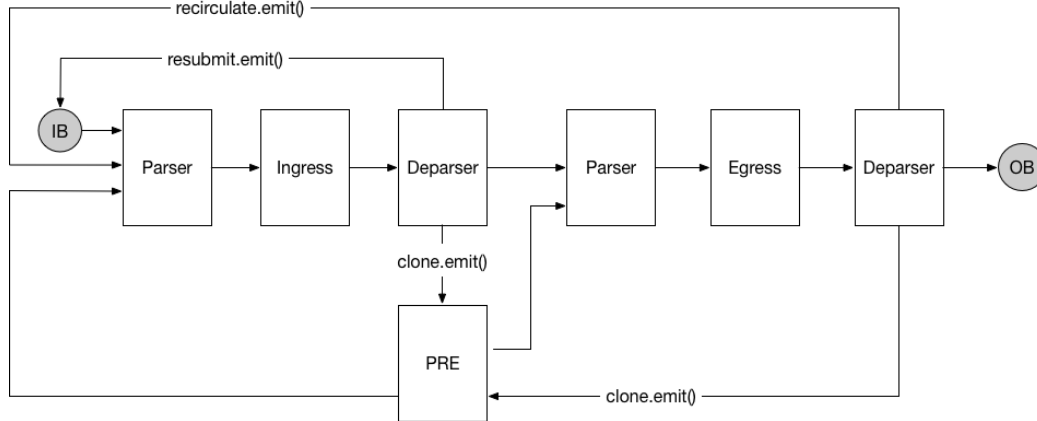 recirculate.emit()
resubmit.emit()
IB
Parser
Ingress
Deparser
Parser
Egress
Deparser
OB
clone.emit()
PRE
clone.emit()